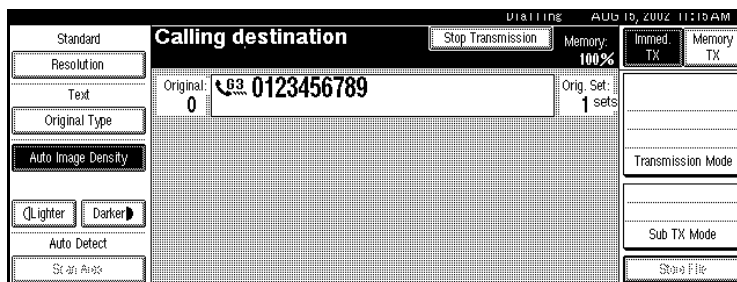 Dialling AUG 15, 2002 11:15AM
Standard
Resolution
Text
Original Type
Auto Image Density
Lighter
Darker
Auto Detect
Scan Area
Calling destination
Stop Transmission
Memory:
100%
Original:
0
G3 0123456789
Orig. Set:
1 sets
Immed. TX
Memory TX
Transmission Mode
Sub TX Mode
Store File